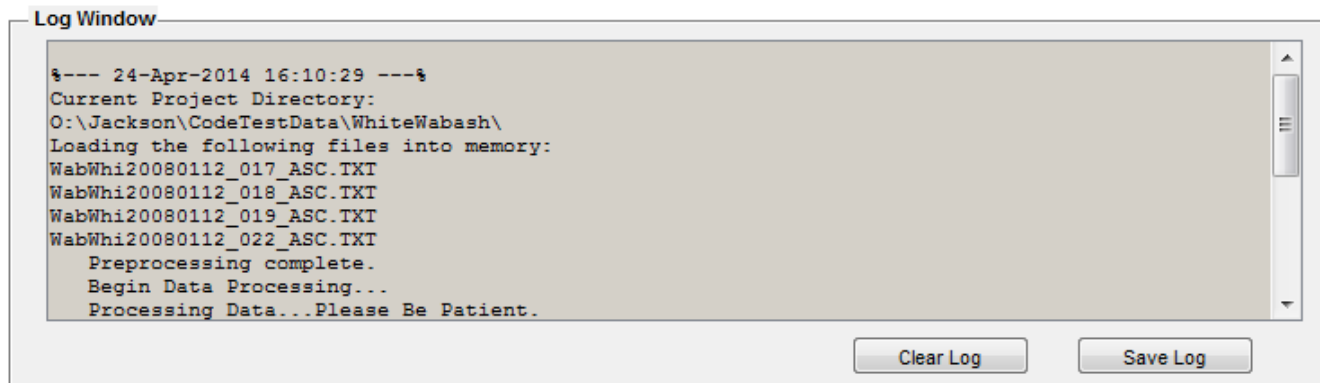 Log Window
%--- 24-Apr-2014 16:10:29 ---%
Current Project Directory:
O:\Jackson\CodeTestData\WhiteWabash\
Loading the following files into memory:
WabWhi20080112_017_ASC.TXT
WabWhi20080112_018_ASC.TXT
WabWhi20080112_019_ASC.TXT
WabWhi20080112_022_ASC.TXT
Preprocessing complete.
Begin Data Processing...
Processing Data...Please Be Patient.
Clear Log Save Log